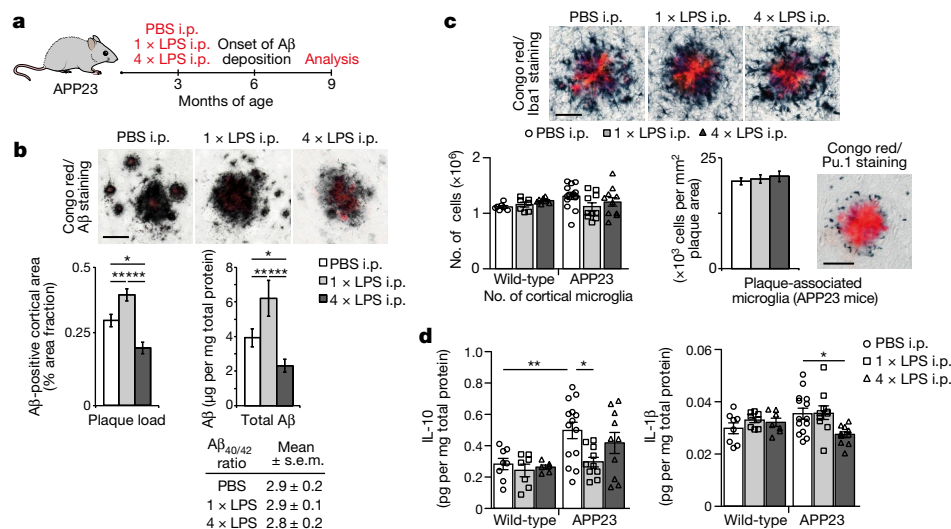 a
PBS i.p.
1 × LPS i.p.
4 × LPS i.p.
Onset of Aβ
deposition
Analysis
APP23
3
6
9
Months of age
b
PBS i.p.
1 × LPS i.p.
4 × LPS i.p.
Congo red/
Aβ staining
Aβ-positive cortical area
(% area fraction)
0.5
0.25
0
*
*****
Plaque load
Aβ (μg per mg total protein)
10
5
0
*
*****
Total Aβ
PBS i.p.
1 × LPS i.p.
4 × LPS i.p.
Aβ40/42
ratio
Mean
± s.e.m.
PBS
2.9 ± 0.2
1 × LPS
2.9 ± 0.1
4 × LPS
2.8 ± 0.2
c
PBS i.p.
1 × LPS i.p.
4 × LPS i.p.
Congo red/
Iba1 staining
PBS i.p.
1 × LPS i.p.
4 × LPS i.p.
No. of cells (×10⁶)
2
1
0
Wild-type
APP23
No. of cortical microglia
(×10³ cells per mm²
plaque area)
25
0
Plaque-associated
microglia (APP23 mice)
Congo red/
Pu.1 staining
d
IL-10
(pg per mg total protein)
1.0
0.8
0.6
0.4
0.2
0
**
*
Wild-type
APP23
IL-1β
(pg per mg total protein)
0.06
0.04
0.02
0
*
Wild-type
APP23
PBS i.p.
1 × LPS i.p.
4 × LPS i.p.